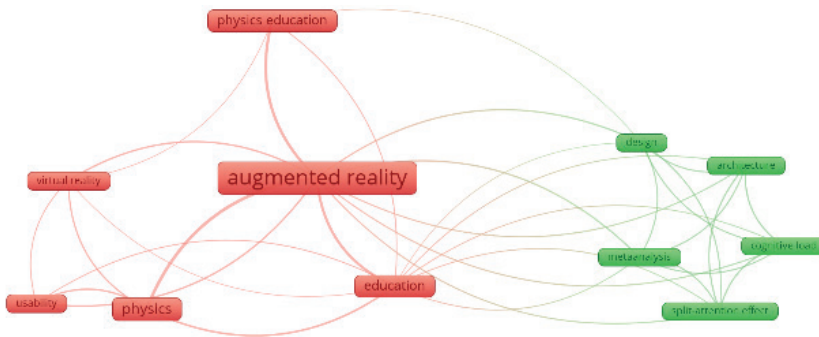 physics education
design
architecture
virtual reality
augmented reality
cognitive load
metaanalysis
education
usability
physics
split-attention effect